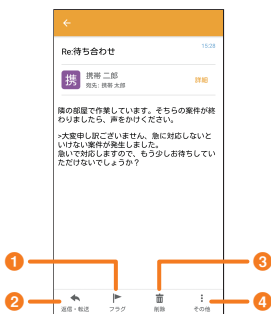 Re:待ち合わせ
15:28
携
携帯 二郎
宛先: 携帯 太郎
詳細
隣の部屋で作業しています。そちらの案件が終
わりましたら、声をかけください。
>大変申し訳ございません、急に対応しないと
いけない案件が発生しました。
急いで対応しますので、もう少しお待ちしてい
ただけないでしょうか？
1
3
2
返信・転送
フラグ
削除
その他
4